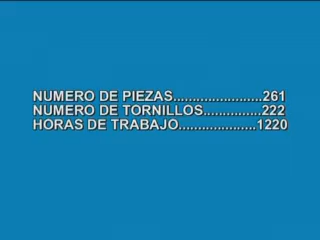 NUMERO DE PIEZAS.......................261
NUMERO DE TORNILLOS...............222
HORAS DE TRABAJO....................1220